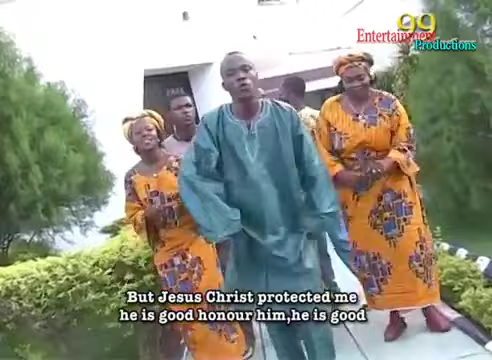 99
Entertainment
Productions
But Jesus Christ protected me
he is good honour him,he is good